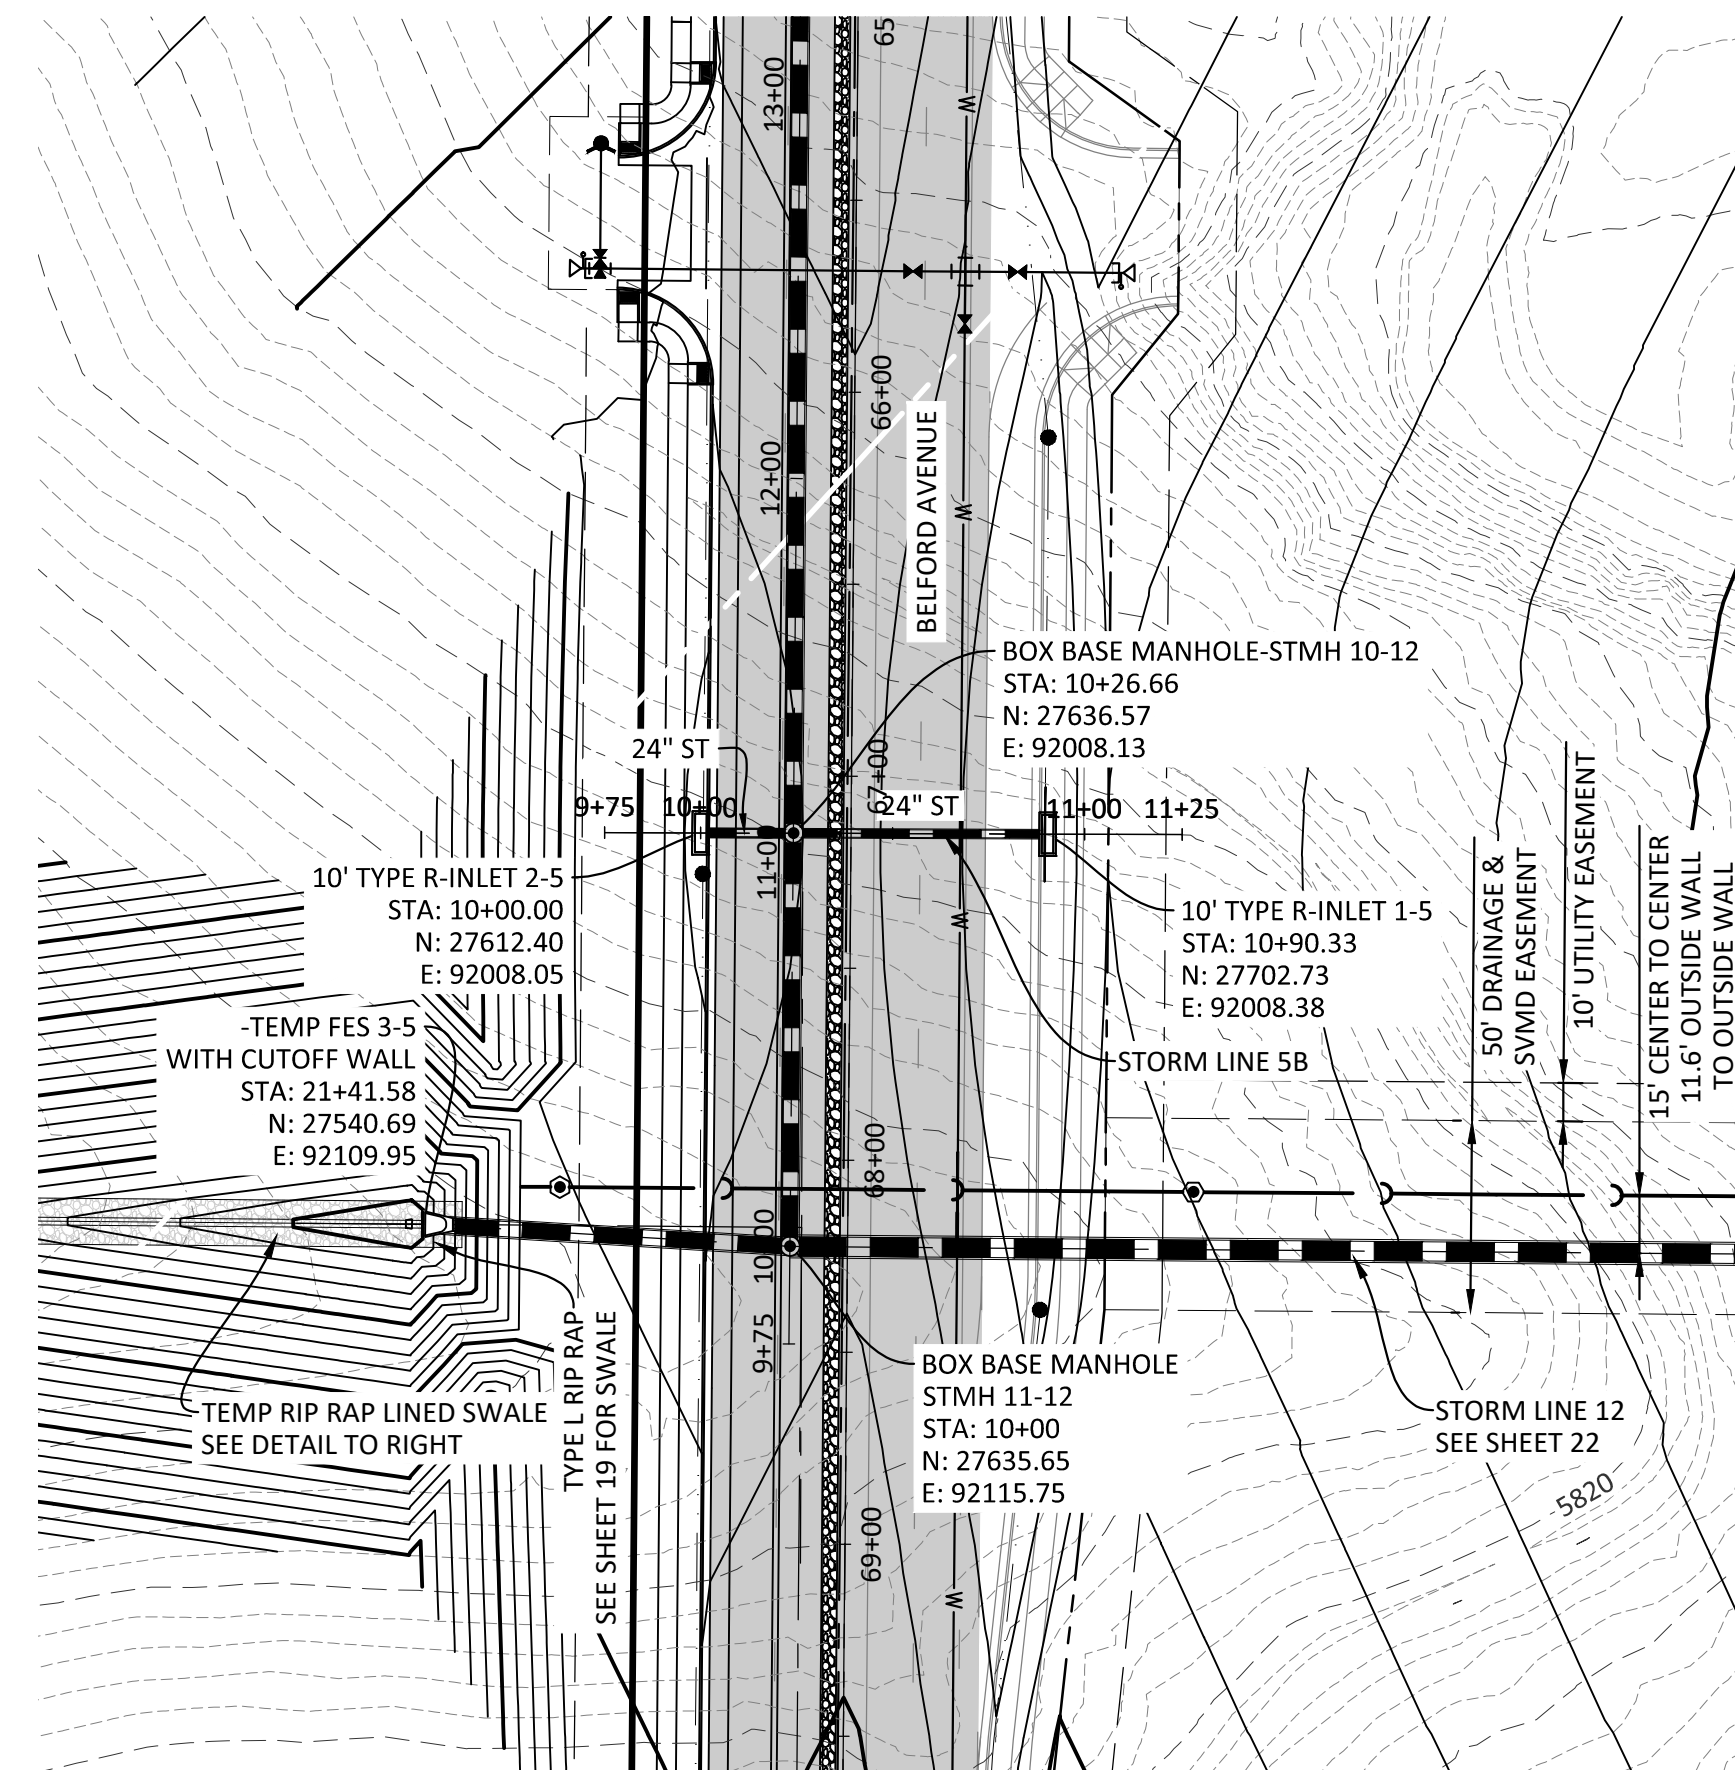 65
13+00
66+00
12+00
BELFORD AVENUE
W
W
BOX BASE MANHOLE-STMH 10-12
STA: 10+26.66
N: 27636.57
E: 92008.13
24" ST
67+00
9+75
10+00
24" ST
11+00
11+25
11+00
10' TYPE R-INLET 2-5
STA: 10+00.00
N: 27612.40
E: 92008.05
W
10' TYPE R-INLET 1-5
STA: 10+90.33
N: 27702.73
E: 92008.38
50' DRAINAGE &
SVMD EASEMENT
10' UTILITY EASEMENT
15' CENTER TO CENTER
11.6' OUTSIDE WALL
TO OUTSIDE WALL
-TEMP FES 3-5
WITH CUTOFF WALL
STA: 21+41.58
N: 27540.69
E: 92109.95
STORM LINE 5B
68+00
10+00
9+75
TYPE L RIP RAP
SEE SHEET 19 FOR SWALE
BOX BASE MANHOLE
STMH 11-12
STA: 10+00
N: 27635.65
E: 92115.75
TEMP RIP RAP LINED SWALE
SEE DETAIL TO RIGHT
STORM LINE 12
SEE SHEET 22
5820
69+00
W